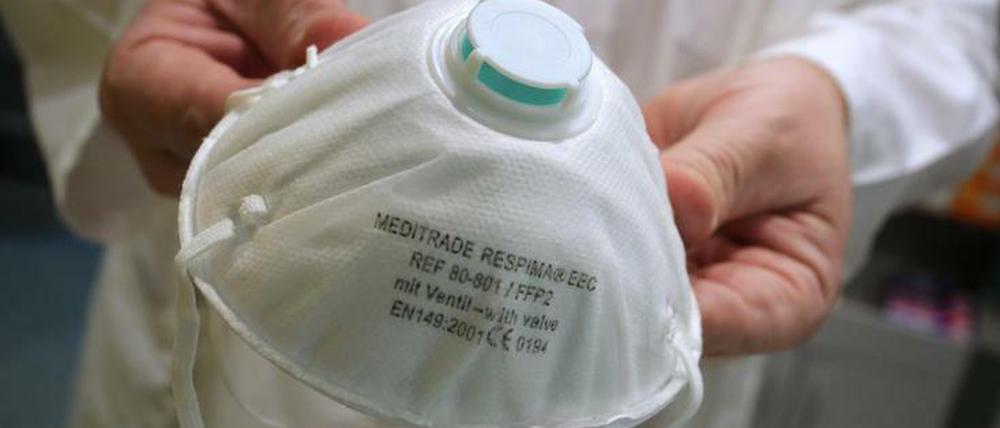 MEDITRADE RESPIMA® EEC
REF 80-801 / FFP2
mit Ventil-with valve
EN149:2001 CE 0194